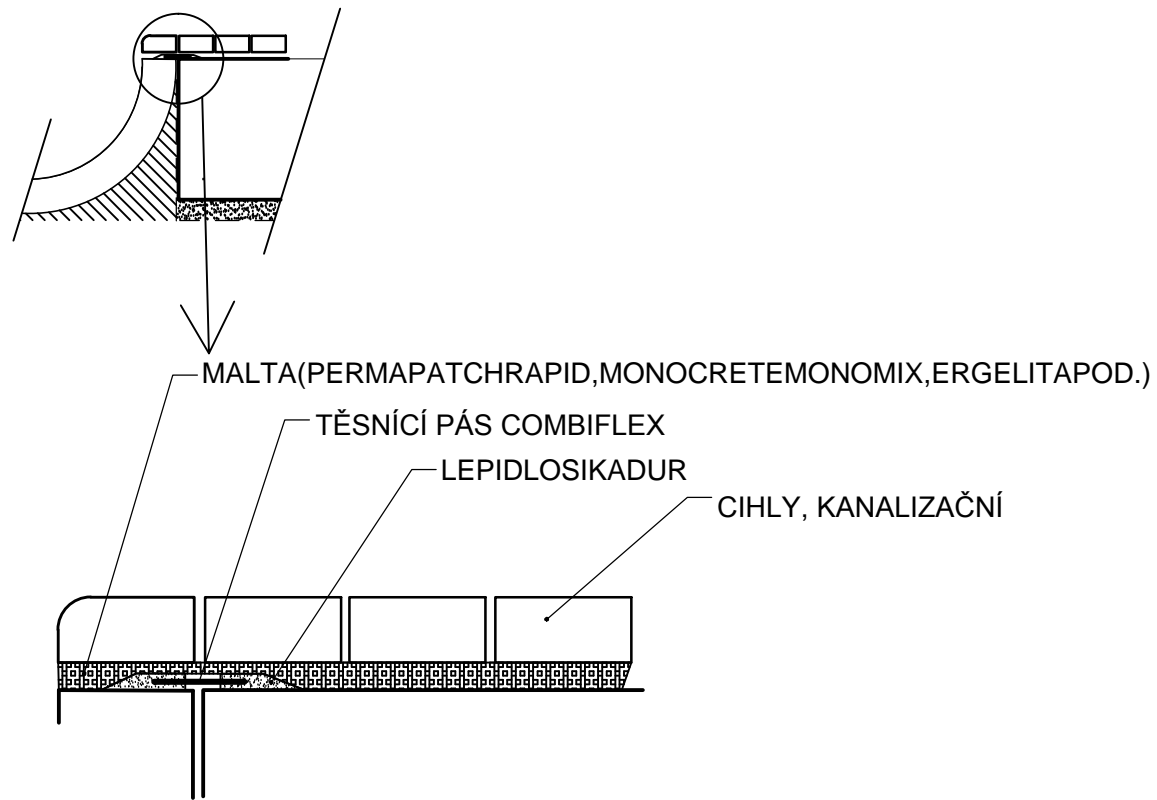 MALTA(PERMAPATCHRAPID,MONOCRETEMONOMIX,ERGELITAPOD.)
TĚSNÍCÍ PÁS COMBIFLEX
LEPIDLOSIKADUR
CIHLY, KANALIZAČNÍ